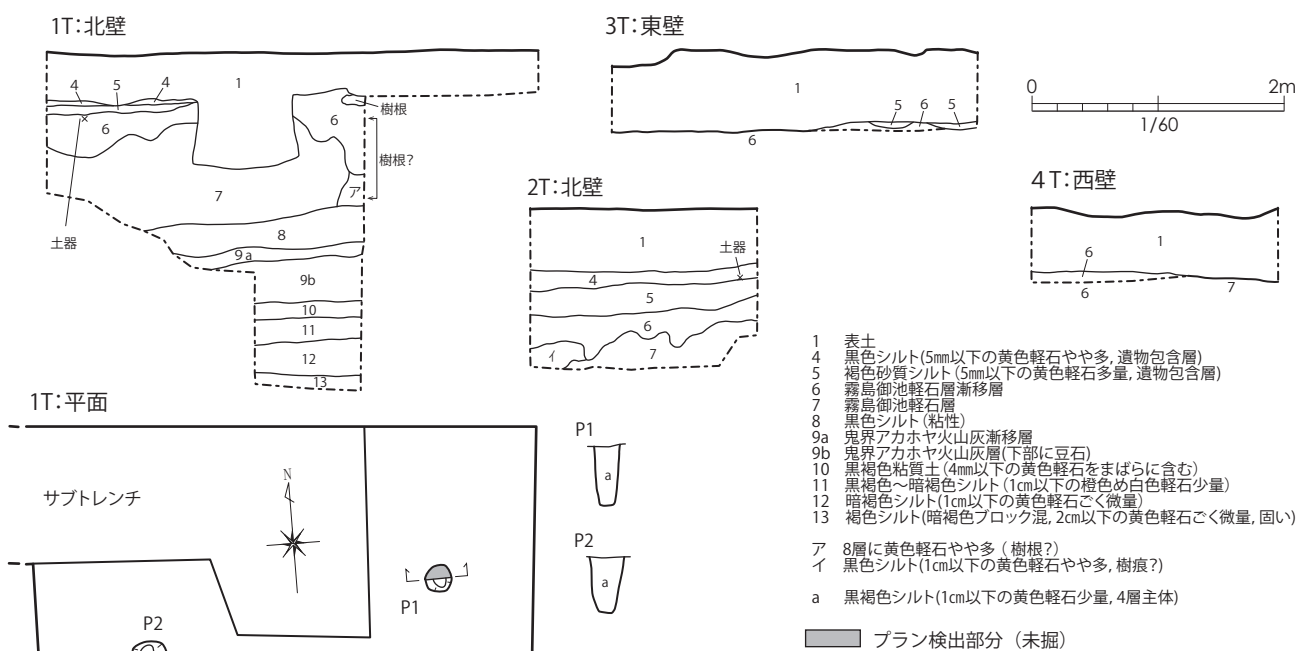 1T：北壁
4
5
4
1
6
6
樹根
樹根？
ア
7
土器
8
9a
9b
10
11
12
13
3T：東壁
1
5
6
5
6
0
2m
1/60
2T：北壁
1
土器
4
5
6
イ
7
4T：西壁
1
6
6
7
1 表土
4 黒色シルト(5㎜以下の黄色軽石やや多, 遺物包含層)
5 褐色砂質シルト(5㎜以下の黄色軽石多量, 遺物包含層)
6 霧島御池軽石層漸移層
7 霧島御池軽石層
8 黒色シルト(粘性)
9a 鬼界アカホヤ火山灰漸移層
9b 鬼界アカホヤ火山灰層(下部に豆石)
10 黒褐色粘質土(4㎜以下の黄色軽石をまばらに含む)
11 黒褐色～暗褐色シルト(1㎝以下の橙色め白色軽石少量)
12 暗褐色シルト(1㎝以下の黄色軽石ごく微量)
13 褐色シルト(暗褐色ブロック混, 2㎝以下の黄色軽石ごく微量, 固い)
ア 8層に黄色軽石やや多(樹根?)
イ 黒色シルト(1㎝以下の黄色軽石やや多, 樹痕?)
a 黒褐色シルト(1㎝以下の黄色軽石少量, 4層主体)
プラン検出部分（未掘）
1T：平面
サブトレンチ
N
P1
P2
P1
a
P2
a